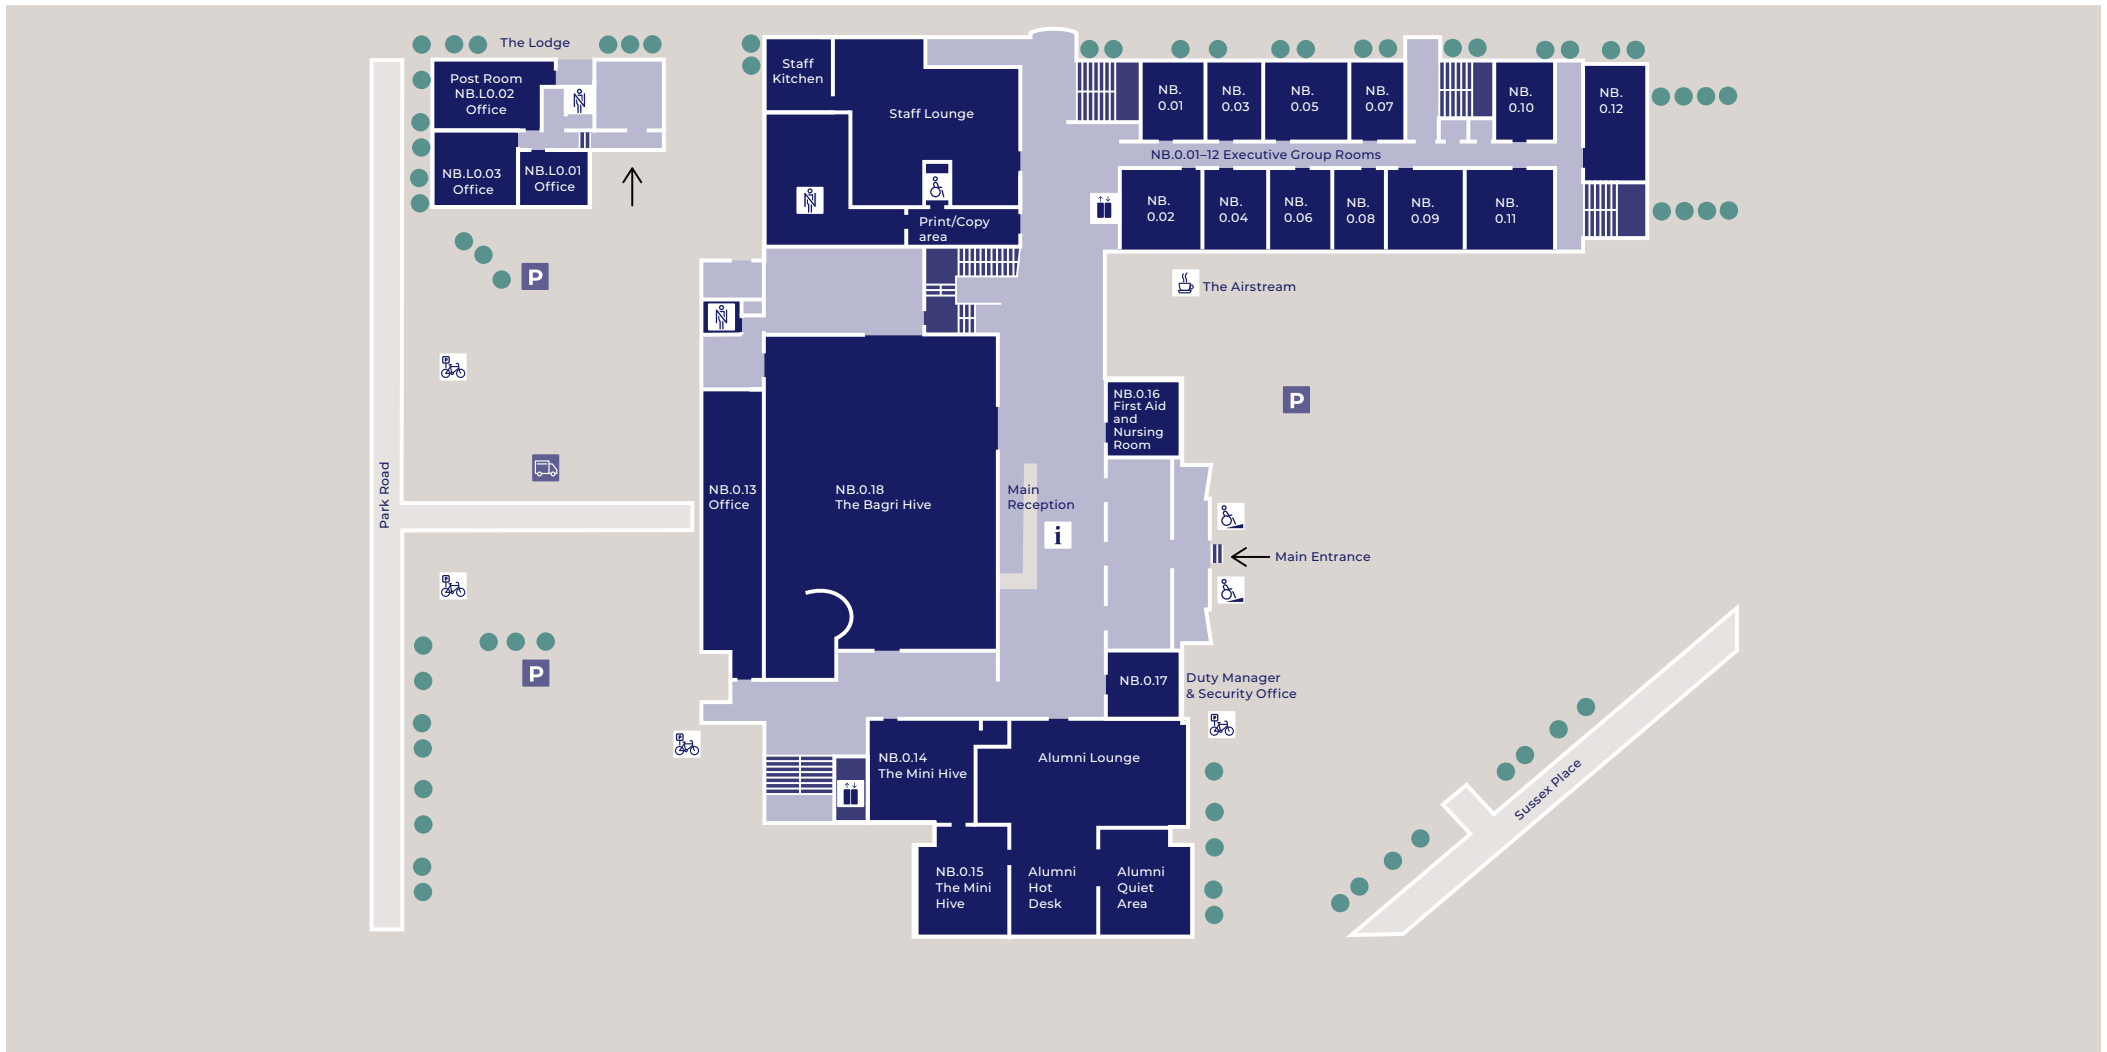 The Lodge
Post Room
NB.L0.02
Office
NB.L0.03
Office
NB.L0.01
Office
P
Staff
Kitchen
Staff Lounge
Print/Copy
area
NB.
0.01
NB.
0.03
NB.
0.05
NB.
0.07
NB.
0.10
NB.
0.12
NB.0.01–12 Executive Group Rooms
NB.
0.02
NB.
0.04
NB.
0.06
NB.
0.08
NB.
0.09
NB.
0.11
The Airstream
P
NB.0.16
First Aid
and
Nursing
Room
Park Road
NB.0.13
Office
NB.0.18
The Bagri Hive
Main
Reception
i
Main Entrance
P
NB.0.17
Duty Manager
& Security Office
NB.0.14
The Mini Hive
Alumni Lounge
Sussex Place
NB.0.15
The Mini
Hive
Alumni
Hot
Desk
Alumni
Quiet
Area